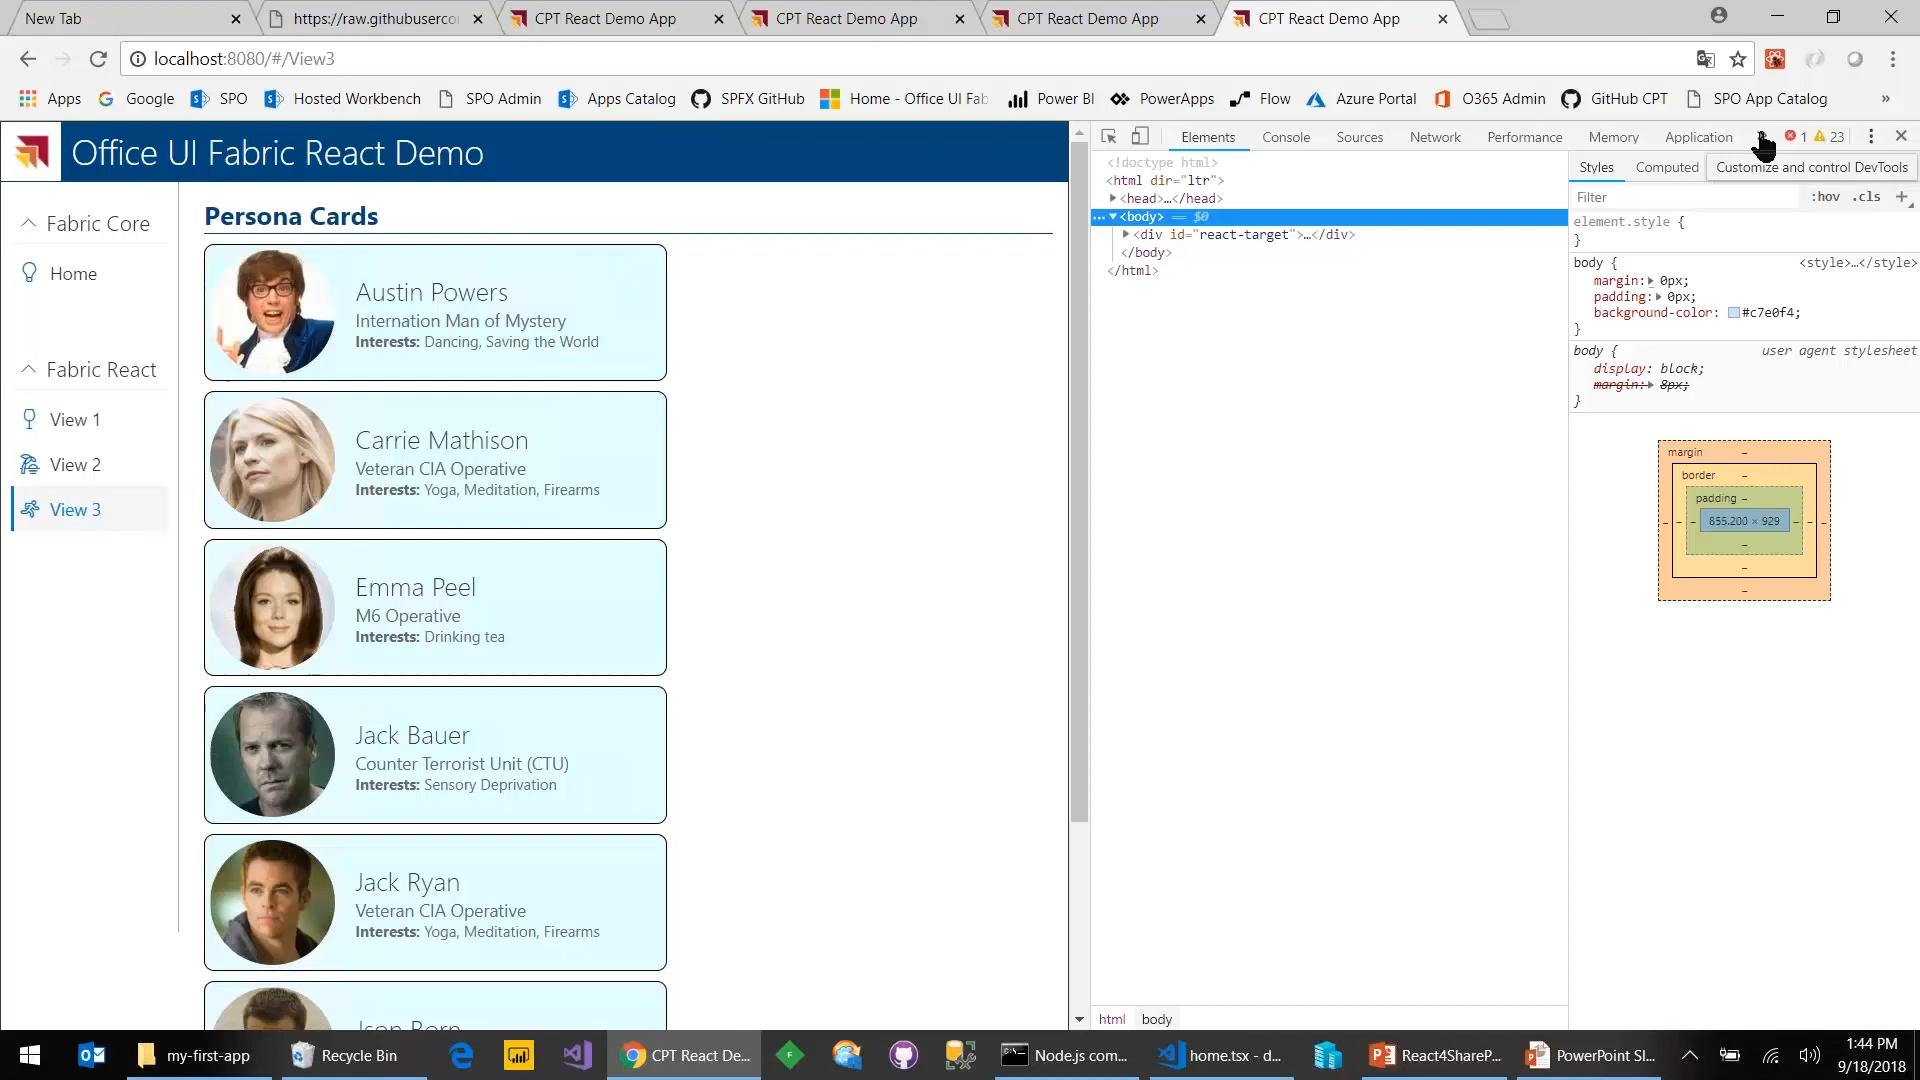 New Tab
https://raw.githubuserco
CPT React Demo App
CPT React Demo App
CPT React Demo App
CPT React Demo App
localhost:8080/#/View3
Apps
Google
SPO
Hosted Workbench
SPO Admin
Apps Catalog
SPFX GitHub
Home - Office UI Fab
Power BI
PowerApps
Flow
Azure Portal
O365 Admin
GitHub CPT
SPO App Catalog
»
Office UI Fabric React Demo
Fabric Core
Home
Fabric React
View 1
View 2
View 3
Persona Cards
Austin Powers
Internation Man of Mystery
Interests: Dancing, Saving the World
Carrie Mathison
Veteran CIA Operative
Interests: Yoga, Meditation, Firearms
Emma Peel
M6 Operative
Interests: Drinking tea
Jack Bauer
Counter Terrorist Unit (CTU)
Interests: Sensory Deprivation
Jack Ryan
Veteran CIA Operative
Interests: Yoga, Meditation, Firearms
Elements
Console
Sources
Network
Performance
Memory
Application
1
23
<!doctype html>
<html dir="ltr">
<head>…</head>
<body> == $0
<div id="react-target">…</div>
</body>
</html>
html body
Styles
Computed
Customize and control DevTools
Filter
:hov .cls +
element.style {
}
body { <style>…</style>
margin: 0px;
padding: 0px;
background-color: #c7e0f4;
}
body { user agent stylesheet
display: block;
margin: 8px;
}
margin –
border –
padding –
– – – 855.200 × 929 – – –
–
–
–
my-first-app
Recycle Bin
CPT React De...
Node.js com...
home.tsx - d...
React4ShareP...
PowerPoint Sl...
1:44 PM
9/18/2018